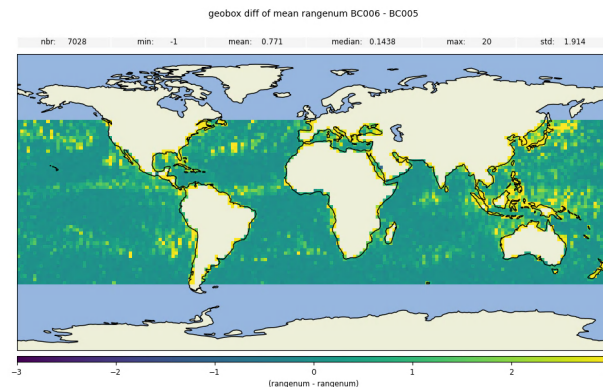 geobox diff of mean rangenum BC006 - BC005
nbr: 7028 min: -1 mean: 0.771 median: 0.1438 max: 20 std: 1.914
−3 −2 −1 0 1 2
(rangenum - rangenum)